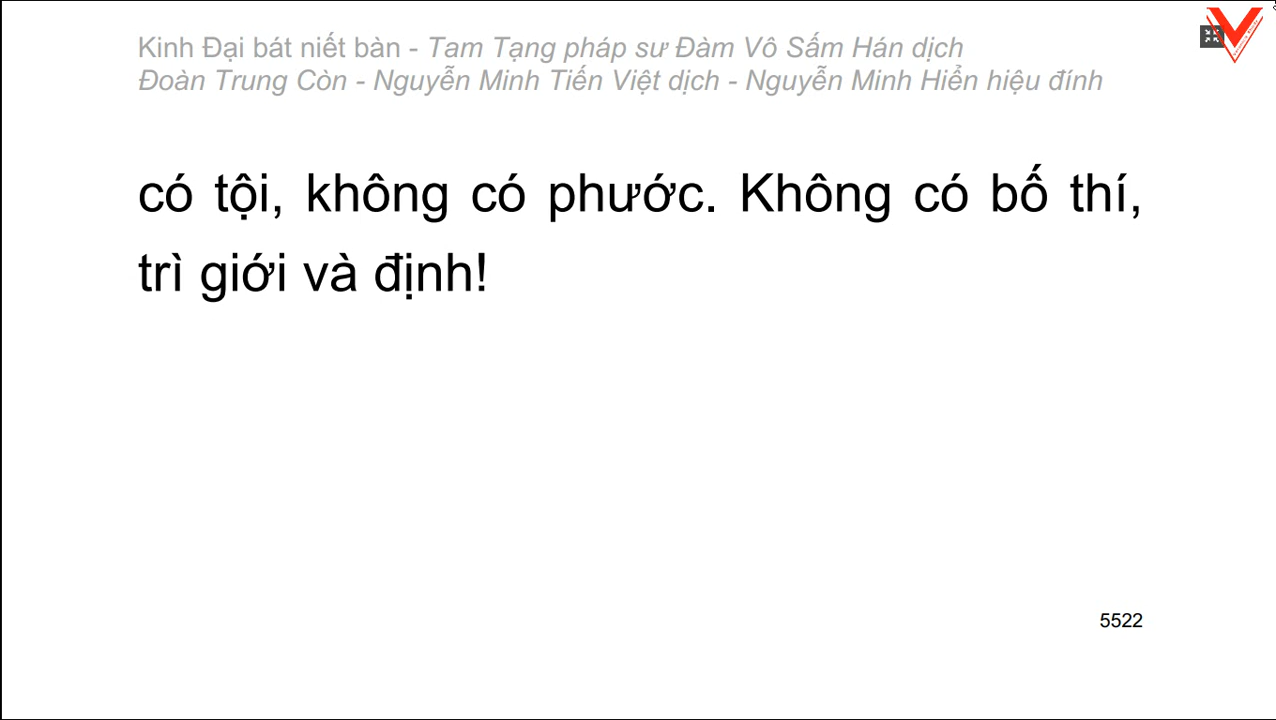 Kinh Đại bát niết bàn - Tam Tạng pháp sư Đàm Vô Sấm Hán dịch
Đoàn Trung Còn - Nguyễn Minh Tiến Việt dịch - Nguyễn Minh Hiển hiệu đính
có tội, không có phước. Không có bố thí,
trì giới và định!
5522